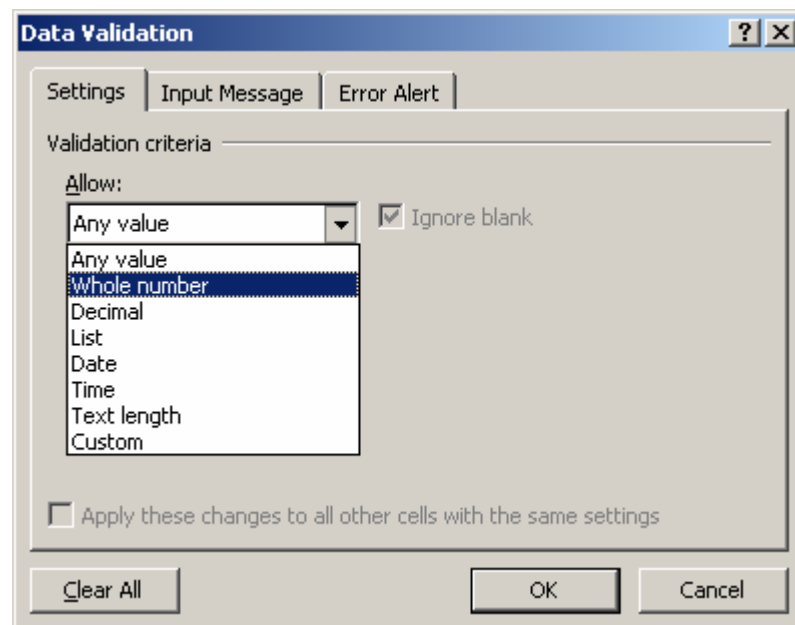 Data Validation
Settings Input Message Error Alert
Validation criteria
Allow:
Any value Ignore blank
Any value
Whole number
Decimal
List
Date
Time
Text length
Custom
Apply these changes to all other cells with the same settings
Clear All OK Cancel